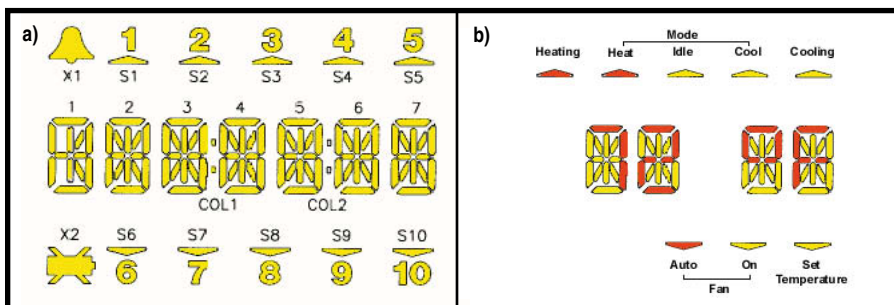 a)
1 2 3 4 5
X1 S1 S2 S3 S4 S5
1 2 3 4 5 6 7
COL1 COL2
X2 S6 S7 S8 S9 S10
6 7 8 9 10
b)
Mode
Heating Heat Idle Cool Cooling
72°F
Auto On Set
Temperature
Fan